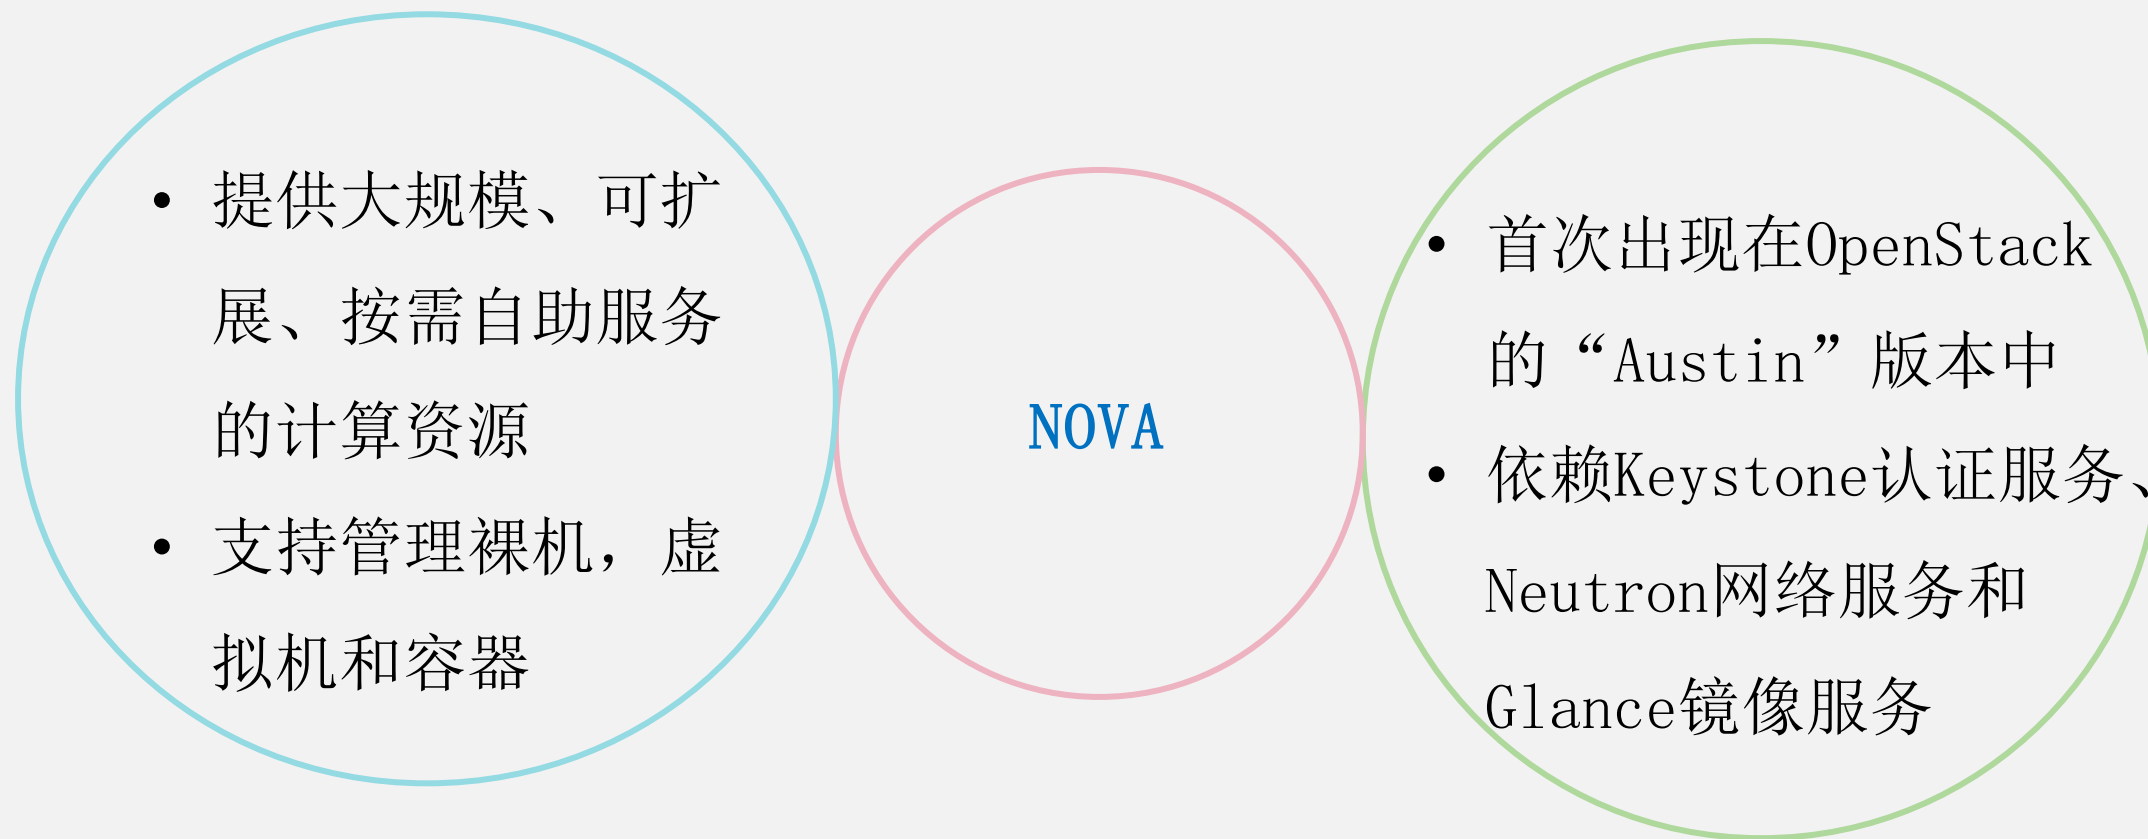 • 提供大规模、可扩
展、按需自助服务
的计算资源
• 支持管理裸机，虚
拟机和容器
NOVA
• 首次出现在OpenStack
的“Austin”版本中
• 依赖Keystone认证服务、
Neutron网络服务和
Glance镜像服务